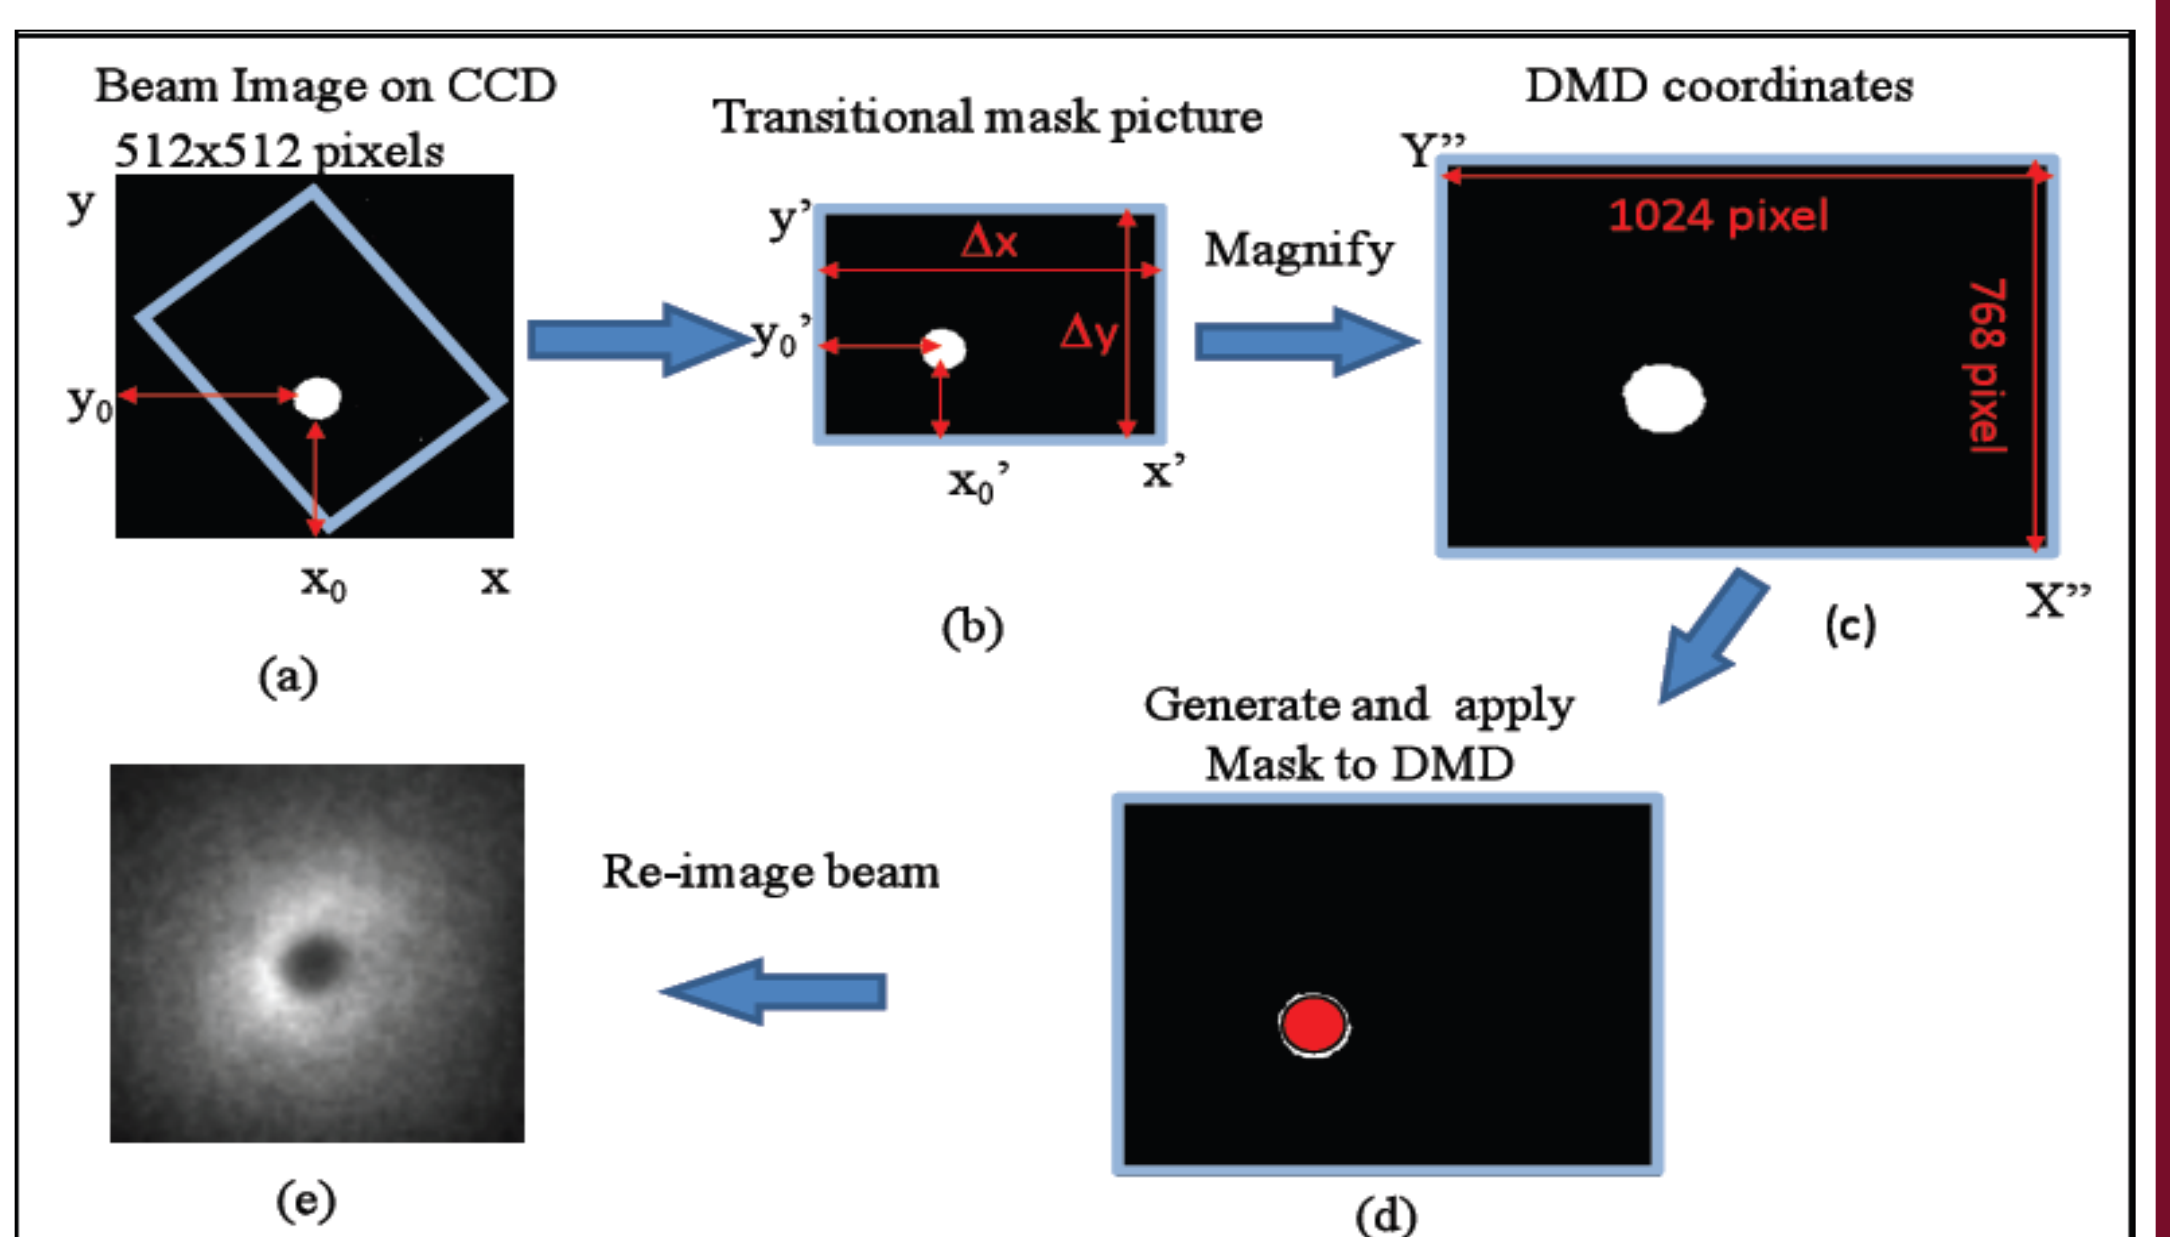 Beam Image on CCD
512x512 pixels
y
y₀
x₀
x
(a)
Transitional mask picture
y’
Δx
y₀’
Δy
x₀’
x’
(b)
Magnify
DMD coordinates
Y”
1024 pixel
768 pixel
X”
(c)
Generate and apply
Mask to DMD
(d)
Re-image beam
(e)